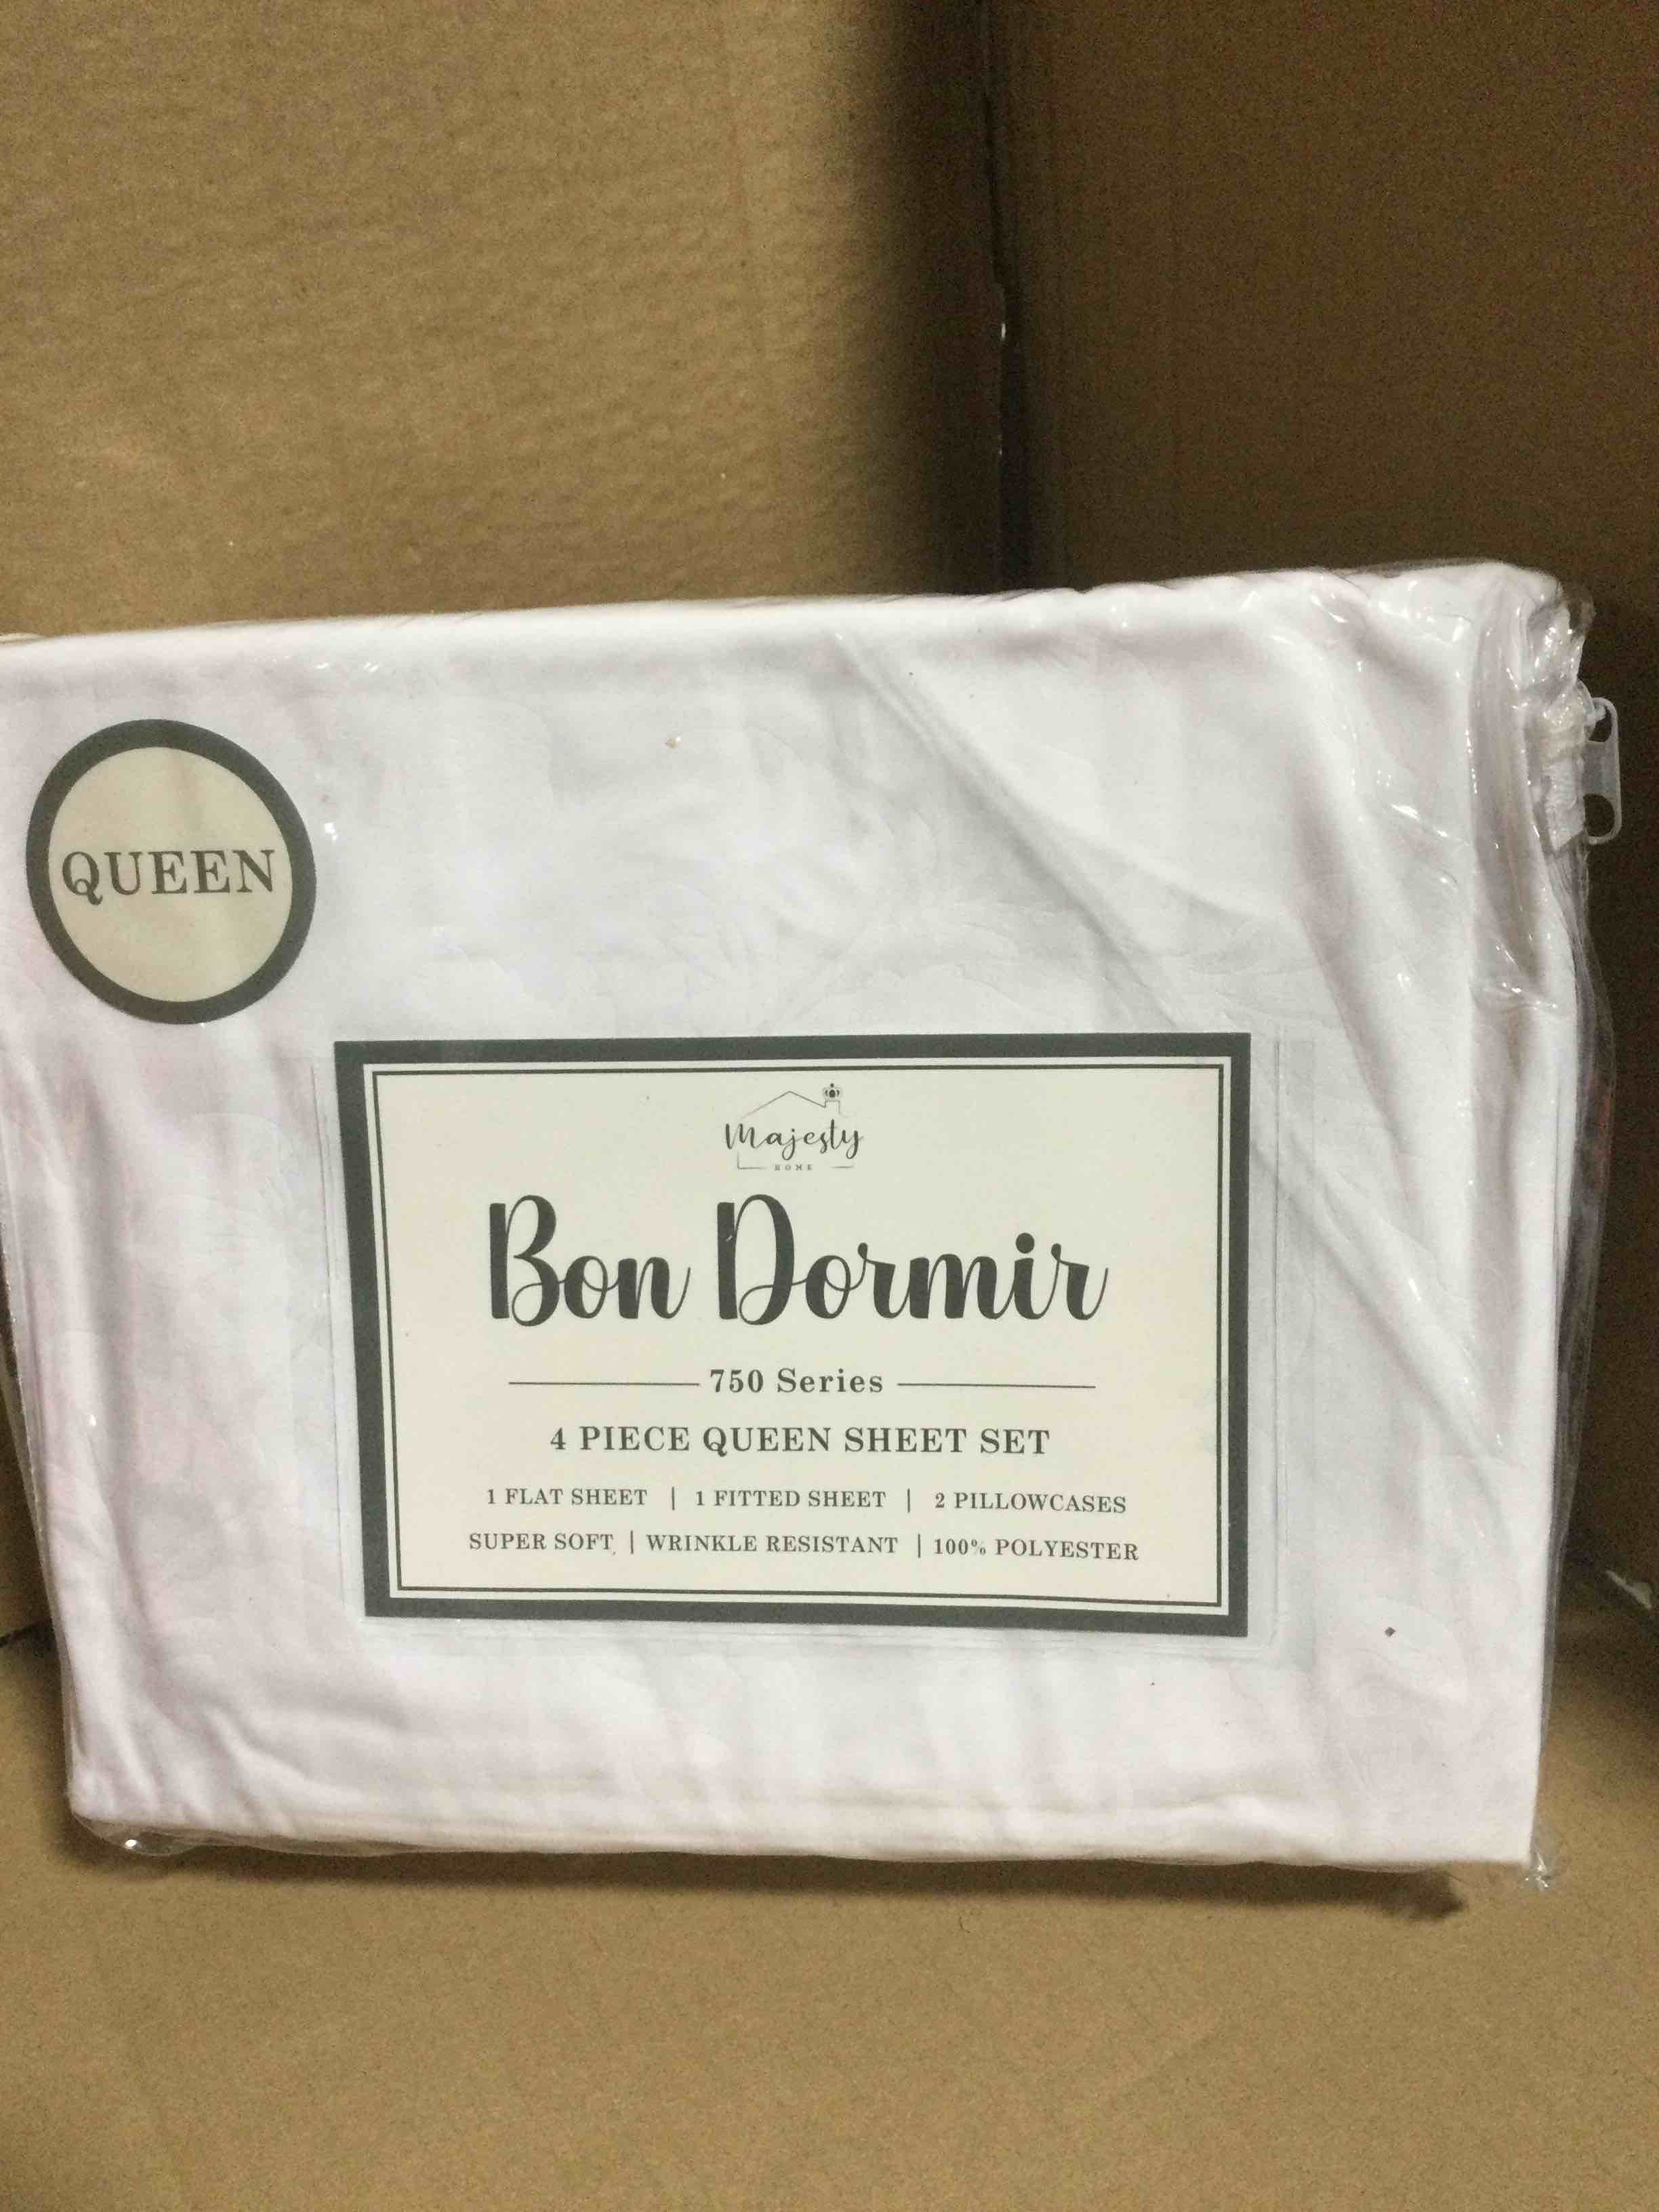 QUEEN
Majesty
HOME
Bon Dormir
750 Series
4 PIECE QUEEN SHEET SET
1 FLAT SHEET | 1 FITTED SHEET | 2 PILLOWCASES
SUPER SOFT | WRINKLE RESISTANT | 100% POLYESTER